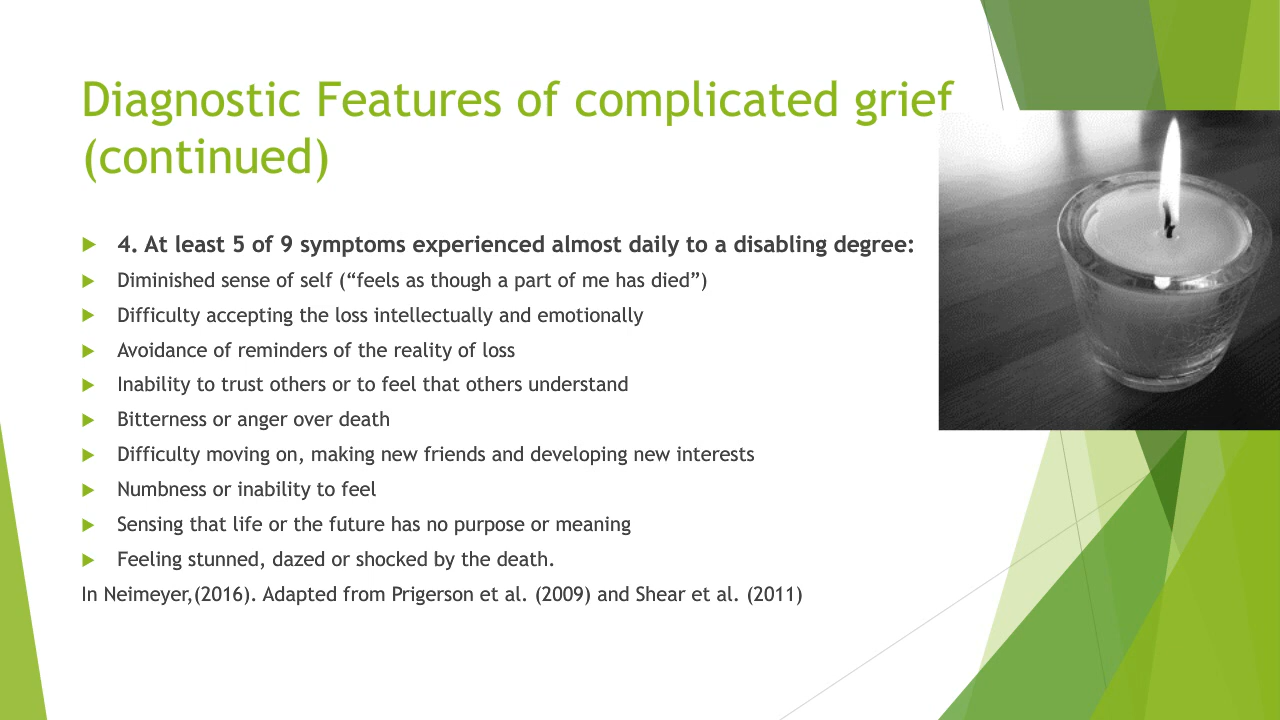 Diagnostic Features of complicated grief
(continued)
4. At least 5 of 9 symptoms experienced almost daily to a disabling degree:
Diminished sense of self (“feels as though a part of me has died”)
Difficulty accepting the loss intellectually and emotionally
Avoidance of reminders of the reality of loss
Inability to trust others or to feel that others understand
Bitterness or anger over death
Difficulty moving on, making new friends and developing new interests
Numbness or inability to feel
Sensing that life or the future has no purpose or meaning
Feeling stunned, dazed or shocked by the death.
In Neimeyer,(2016). Adapted from Prigerson et al. (2009) and Shear et al. (2011)